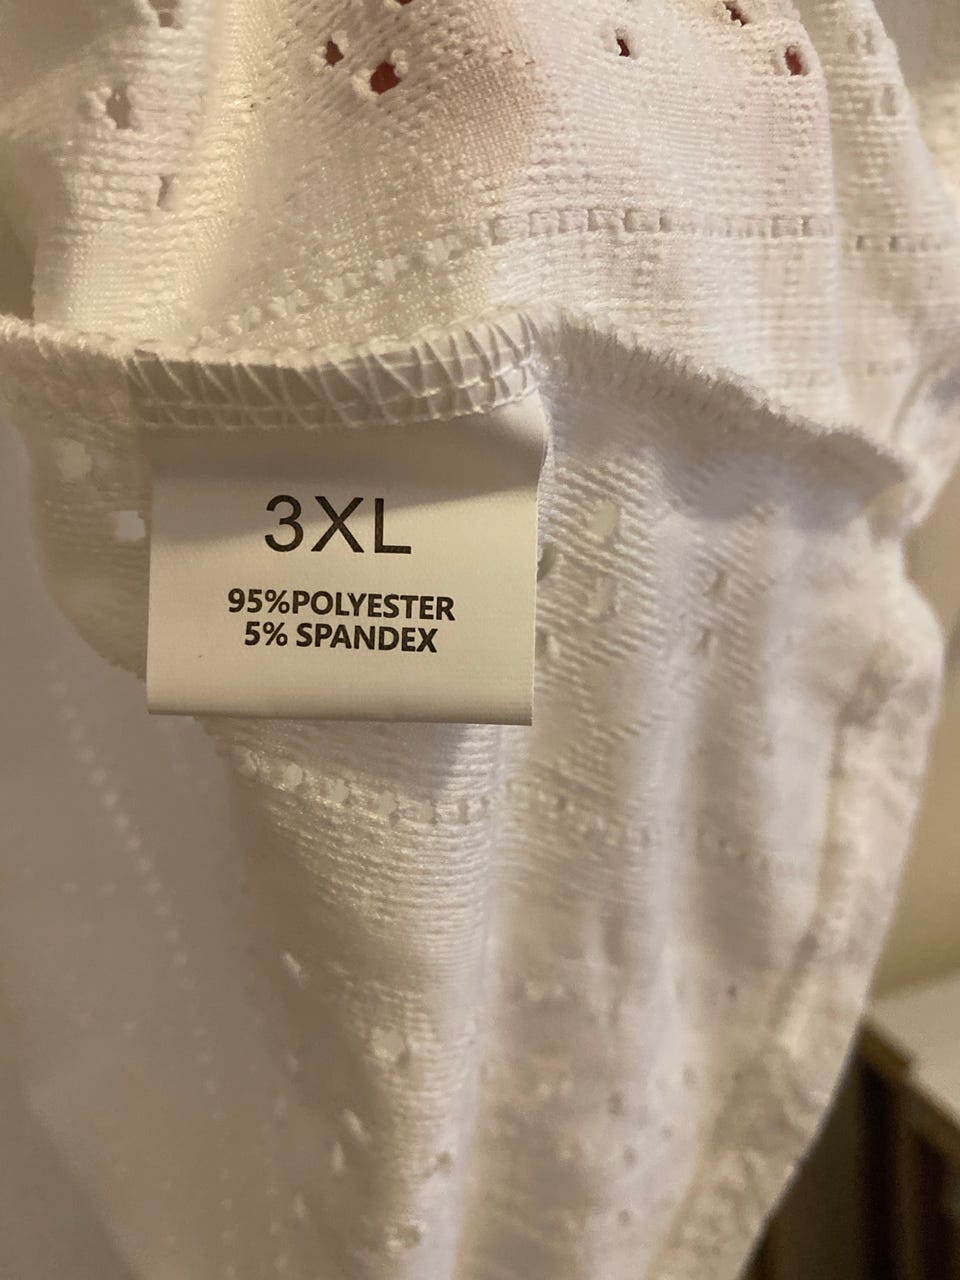 3XL
95%POLYESTER
5% SPANDEX